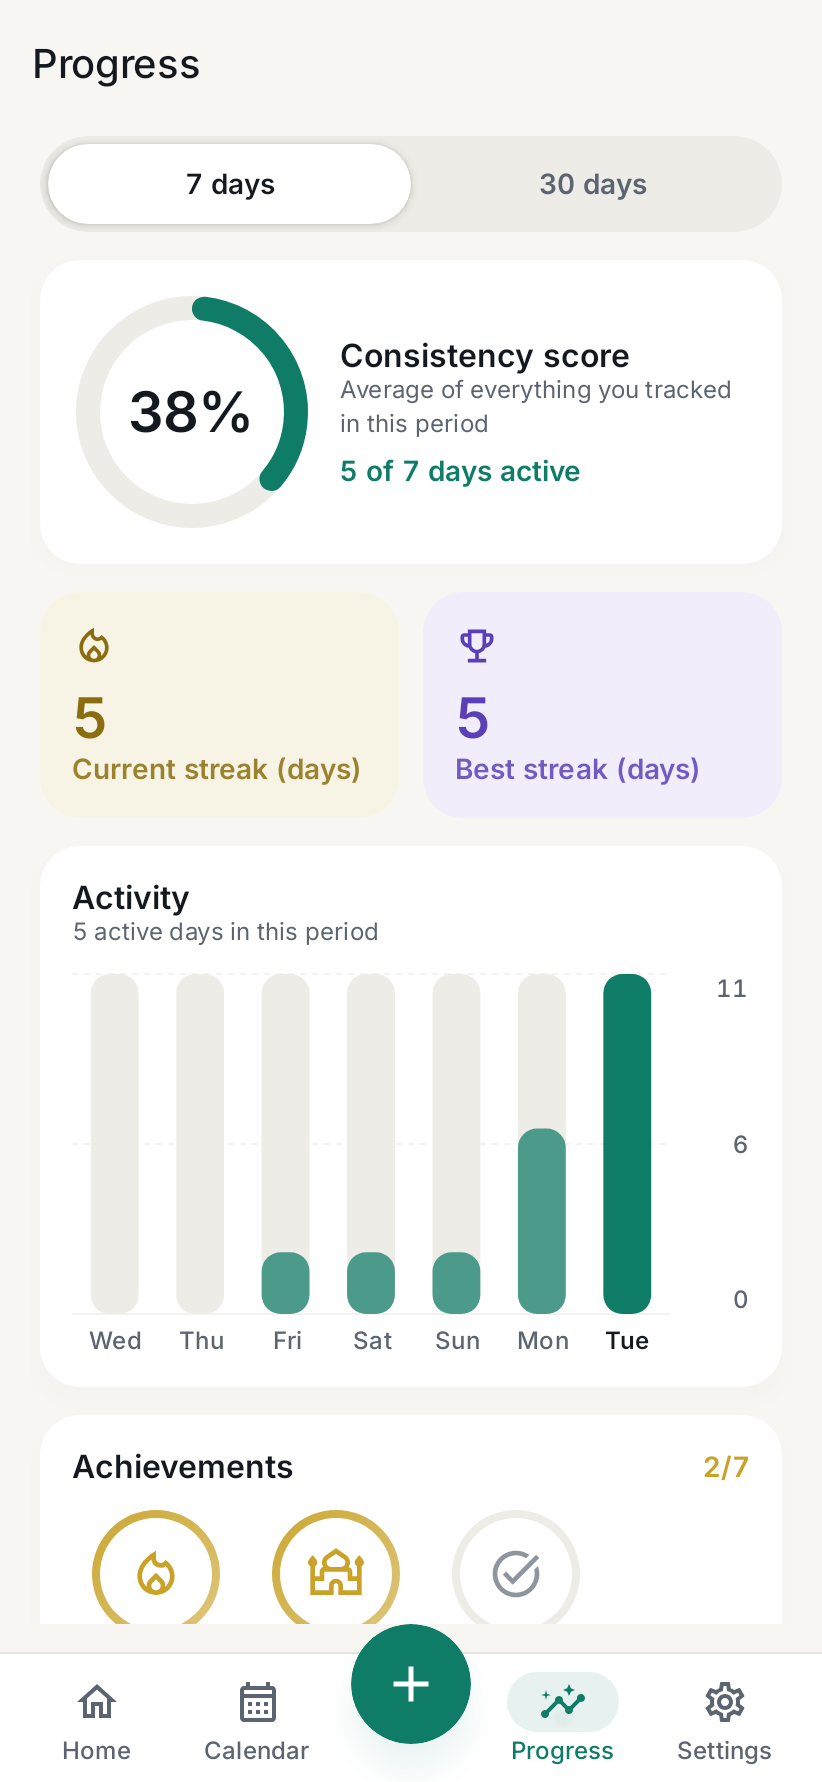 Progress
7 days
30 days
38%
Consistency score
Average of everything you tracked
in this period
5 of 7 days active
5
Current streak (days)
5
Best streak (days)
Activity
5 active days in this period
11
6
0
Wed Thu Fri Sat Sun Mon Tue
Achievements
2/7
Home
Calendar
Progress
Settings